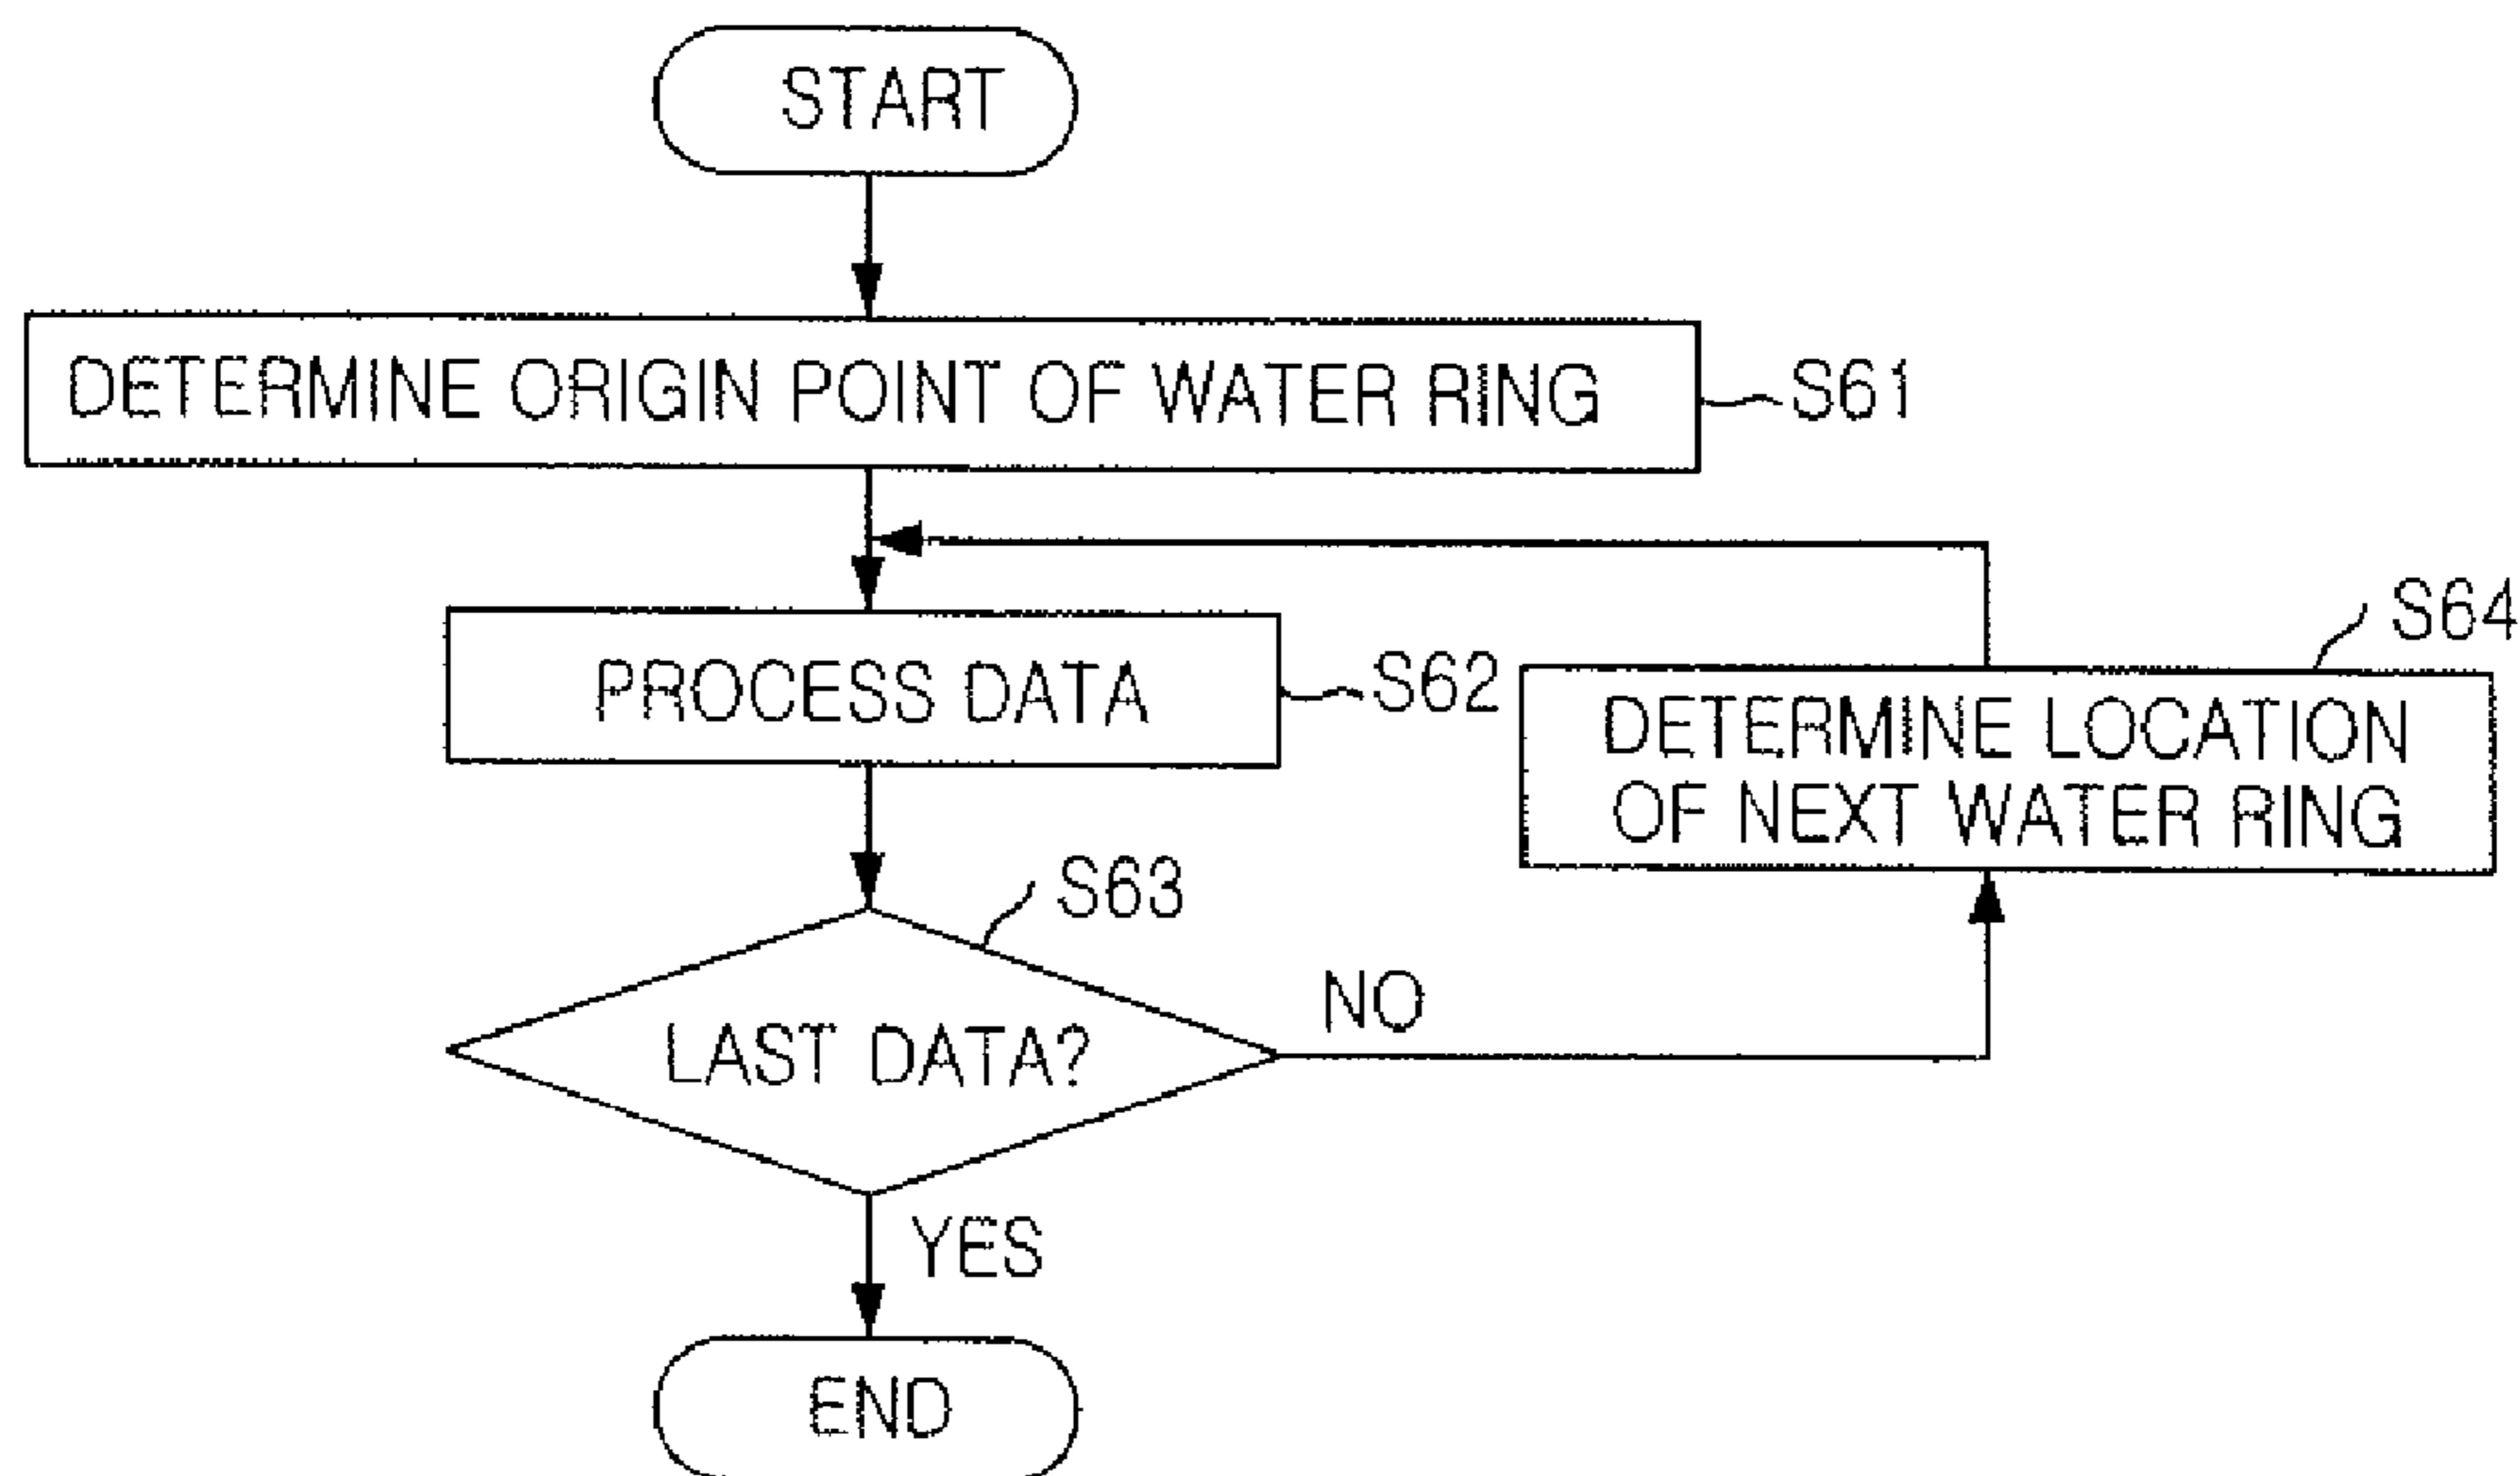 START
DETERMINE ORIGIN POINT OF WATER RING
S61
PROCESS DATA
S62
S64
DETERMINE LOCATION
OF NEXT WATER RING
S63
LAST DATA?
NO
YES
END